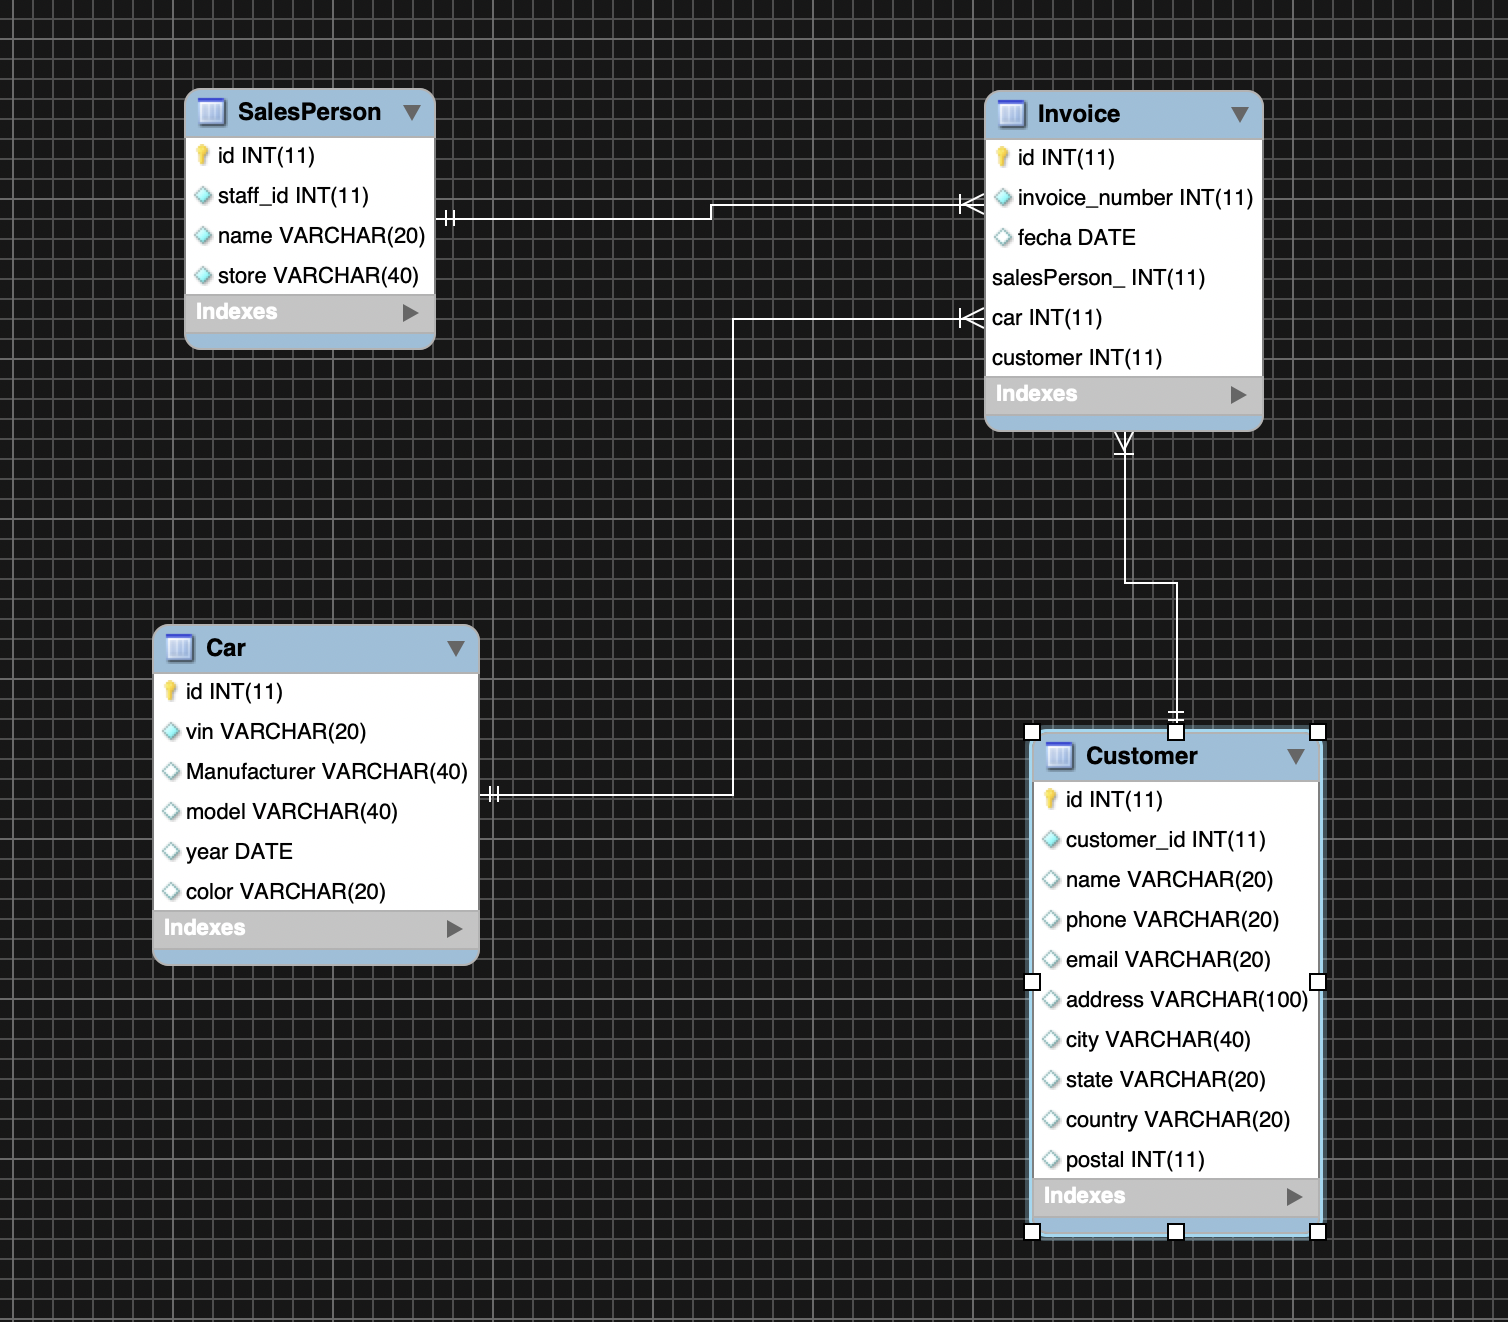 SalesPerson
id INT(11)
staff_id INT(11)
name VARCHAR(20)
store VARCHAR(40)
Indexes
Invoice
id INT(11)
invoice_number INT(11)
fecha DATE
salesPerson_ INT(11)
car INT(11)
customer INT(11)
Indexes
Car
id INT(11)
vin VARCHAR(20)
Manufacturer VARCHAR(40)
model VARCHAR(40)
year DATE
color VARCHAR(20)
Indexes
Customer
id INT(11)
customer_id INT(11)
name VARCHAR(20)
phone VARCHAR(20)
email VARCHAR(20)
address VARCHAR(100)
city VARCHAR(40)
state VARCHAR(20)
country VARCHAR(20)
postal INT(11)
Indexes